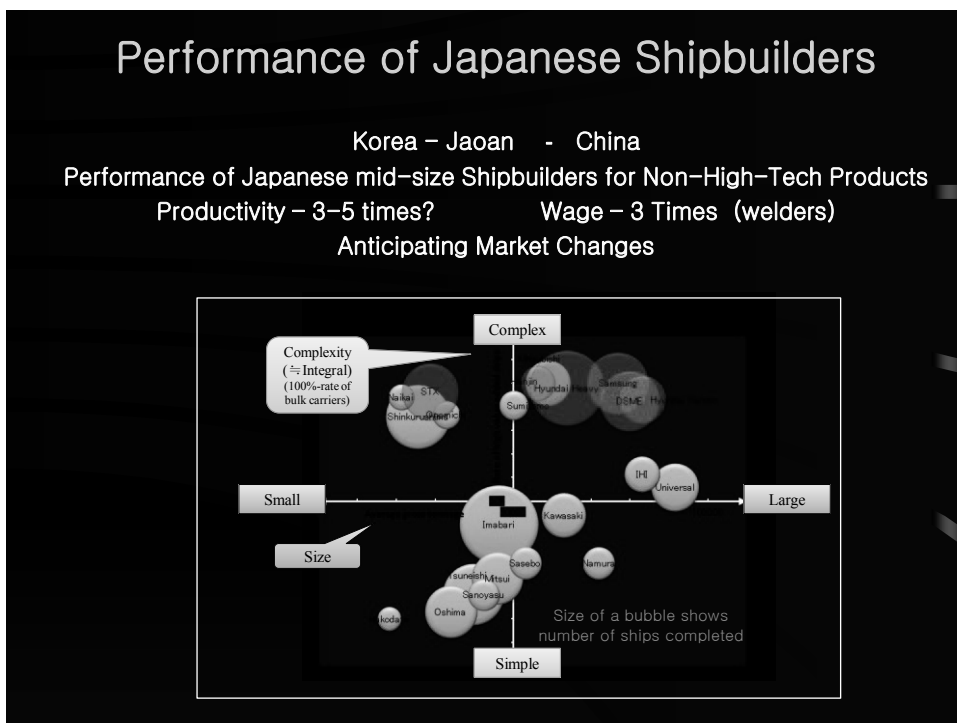 Performance of Japanese Shipbuilders
Korea – Jaoan - China
Performance of Japanese mid-size Shipbuilders for Non-High-Tech Products
Productivity – 3-5 times? Wage – 3 Times (welders)
Anticipating Market Changes
Complex
Complexity
(≒Integral)
(100%-rate of
bulk carriers)
STX
Naikai
Hyundai Heavy
Samsung
DSME
IHI
Universal
Small
Large
Imabari
Kawasaki
Size
Sasebo
Namura
Mitsui
Sanoyasu
Oshima
Size of a bubble shows
number of ships completed
Simple